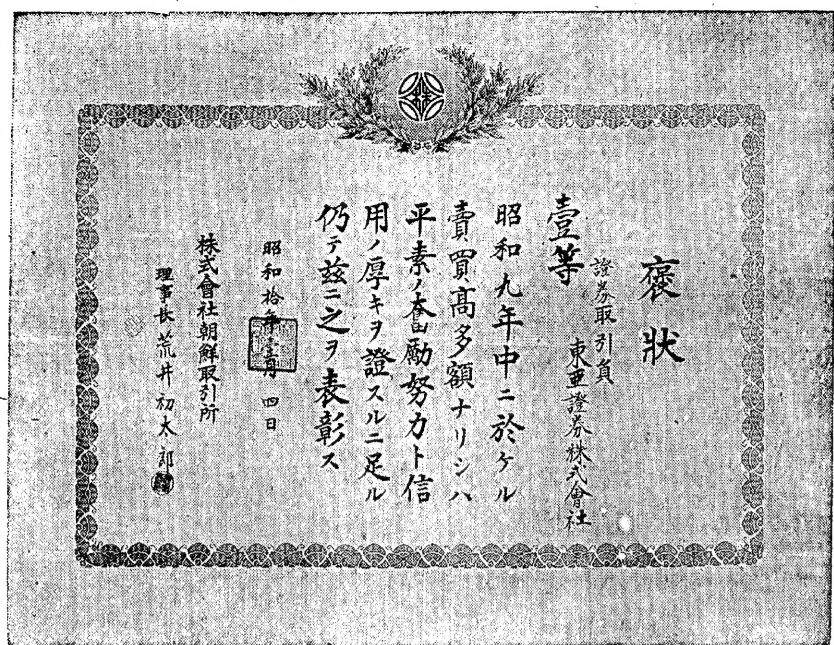 褒狀
證券取引員
東亜證券株式會社
壹等
昭和九年中ニ於ケル
賣買高多額ナリシハ
平素ノ奮勵努力ト信
用ノ厚キヲ證スルニ足ル
仍テ茲ニ之ヲ表彰ス
昭和拾年壹月四日
株式會社朝鮮取引所
理事長 荒井初太郎